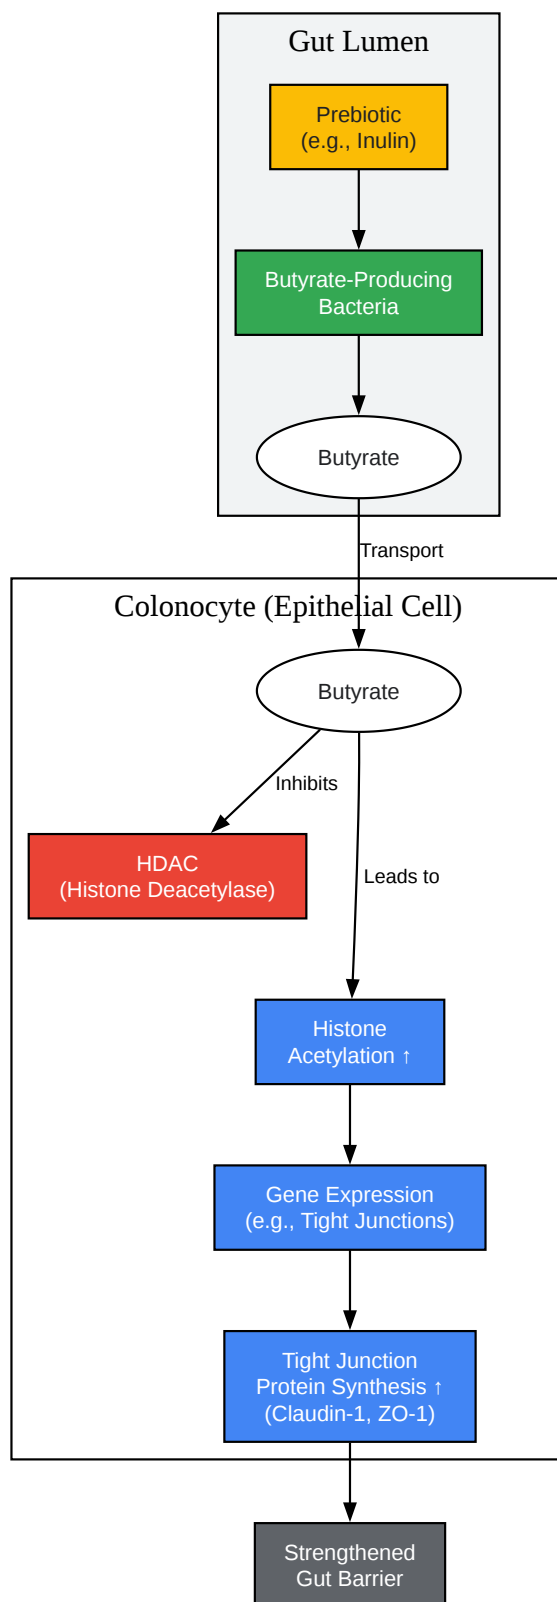 Gut Lumen
Prebiotic
(e.g., Inulin)
Butyrate-Producing
Bacteria
Butyrate
Transport
Colonocyte (Epithelial Cell)
Butyrate
Inhibits
HDAC
(Histone Deacetylase)
Leads to
Histone
Acetylation ↑
Gene Expression
(e.g., Tight Junctions)
Tight Junction
Protein Synthesis ↑
(Claudin-1, ZO-1)
Strengthened
Gut Barrier